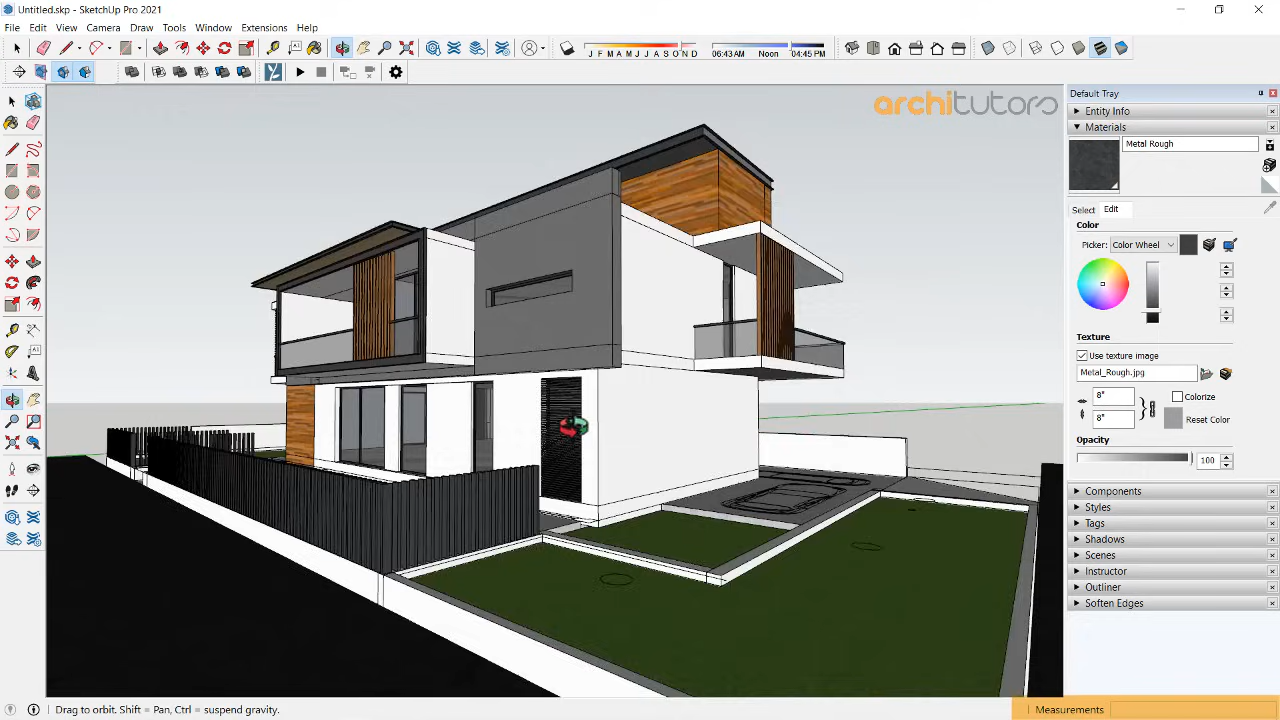 Untitled.skp - SketchUp Pro 2021
File Edit View Camera Draw Tools Window Extensions Help
J F M A M J J A S O N D
06:43 AM Noon 04:45 PM
architutors
Default Tray
Entity Info
Materials
Metal Rough
Select Edit
Color
Picker: Color Wheel
Texture
Use texture image
Metal_Rough.jpg
8" Colorize
8" Reset Color
Opacity
100
Components
Styles
Tags
Shadows
Scenes
Instructor
Outliner
Soften Edges
Drag to orbit. Shift = Pan, Ctrl = suspend gravity.
Measurements